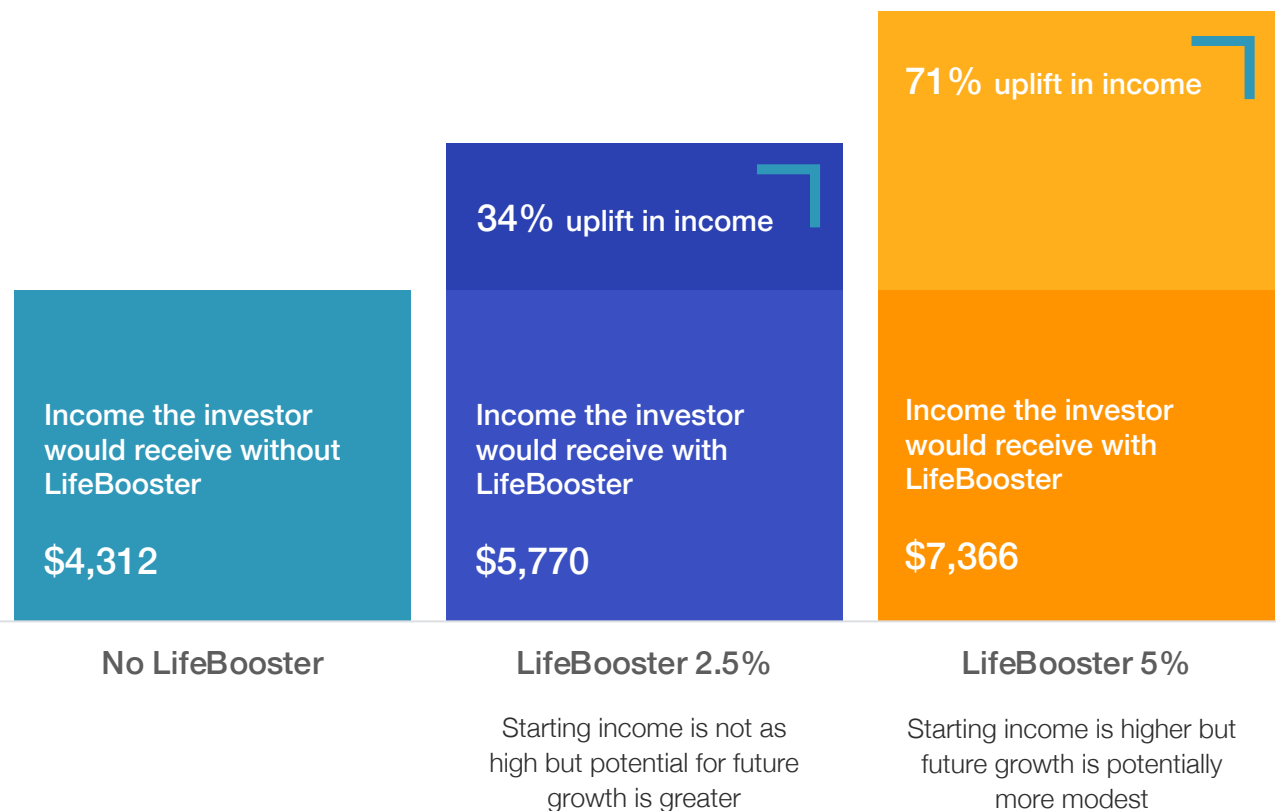 Income the investor
would receive without
LifeBooster
$4,312
No LifeBooster
34% uplift in income
Income the investor
would receive with
LifeBooster
$5,770
LifeBooster 2.5%
Starting income is not as
high but potential for future
growth is greater
71% uplift in income
Income the investor
would receive with
LifeBooster
$7,366
LifeBooster 5%
Starting income is higher but
future growth is potentially
more modest